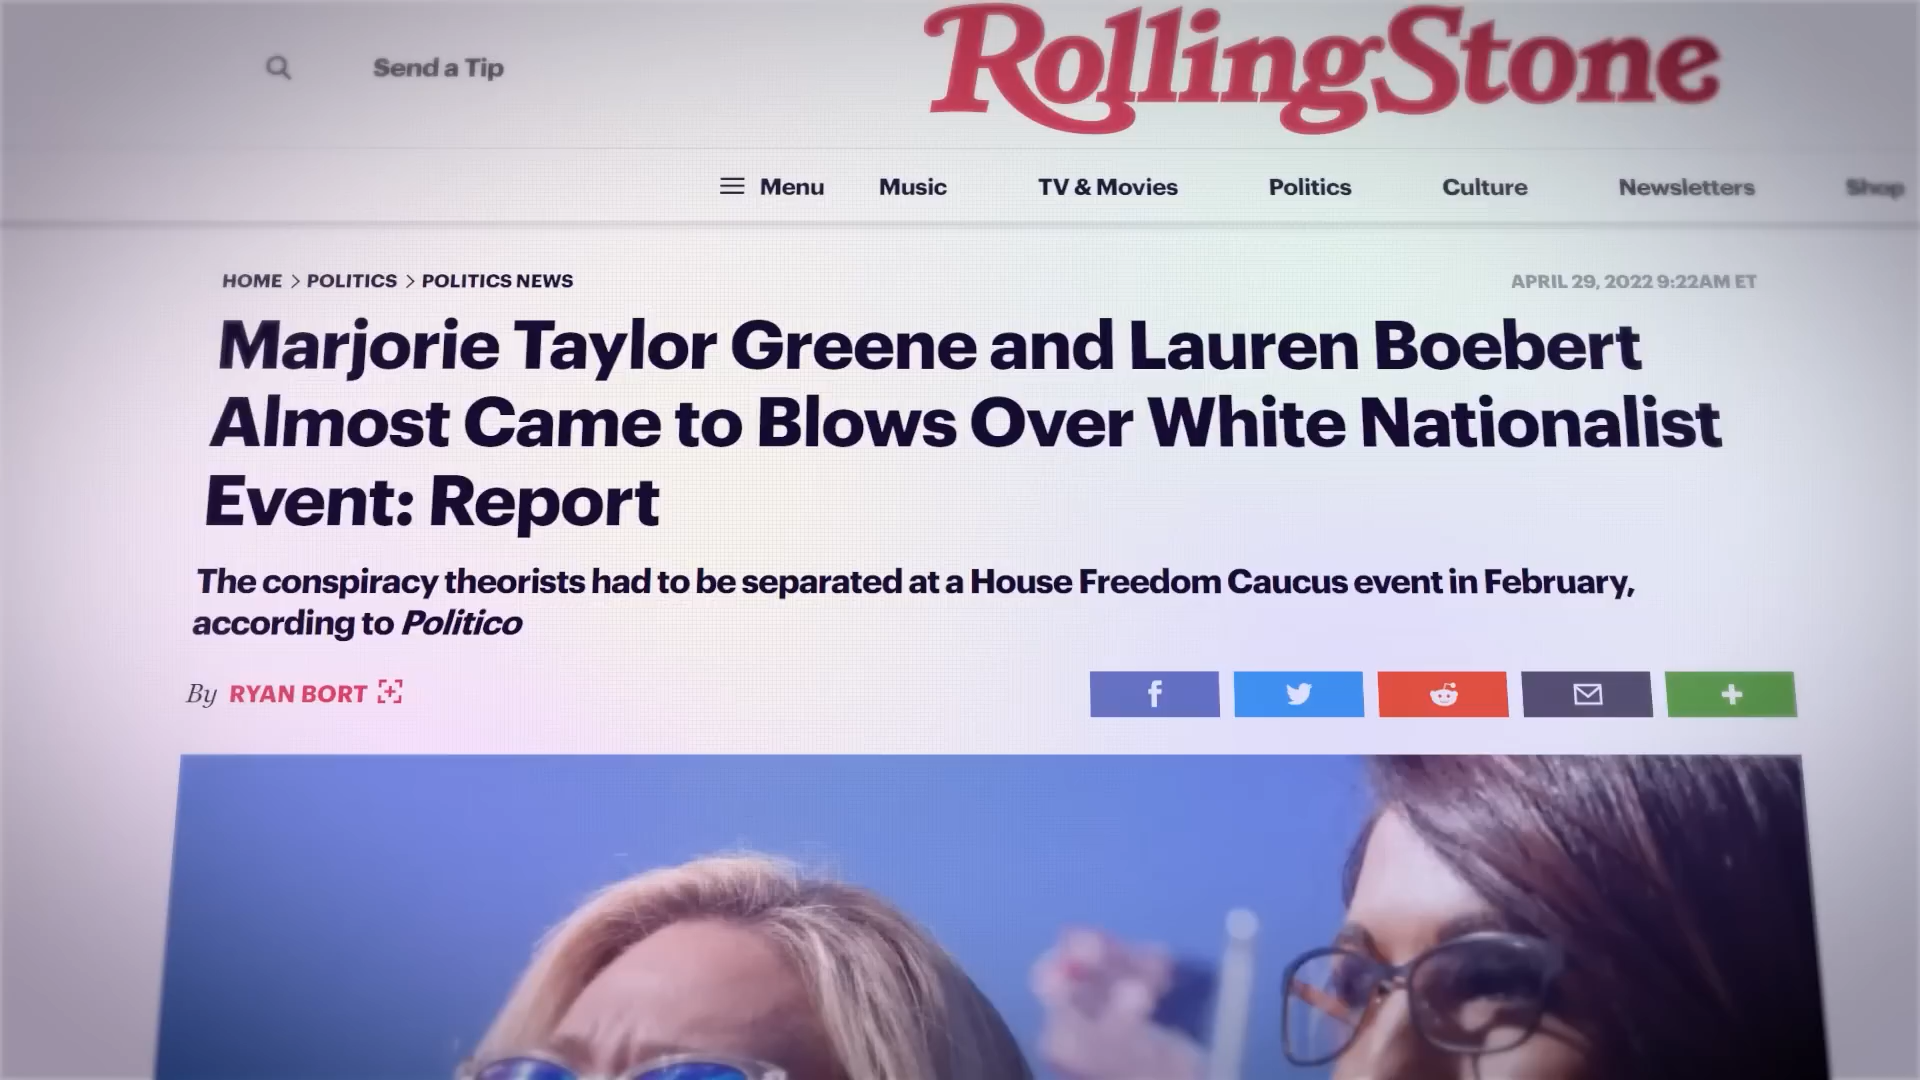 Send a Tip
RollingStone
Menu Music TV & Movies Politics Culture Newsletters Shop
HOME > POLITICS > POLITICS NEWS
APRIL 29, 2022 9:22AM ET
Marjorie Taylor Greene and Lauren Boebert
Almost Came to Blows Over White Nationalist
Event: Report
The conspiracy theorists had to be separated at a House Freedom Caucus event in February,
according to Politico
By RYAN BORT